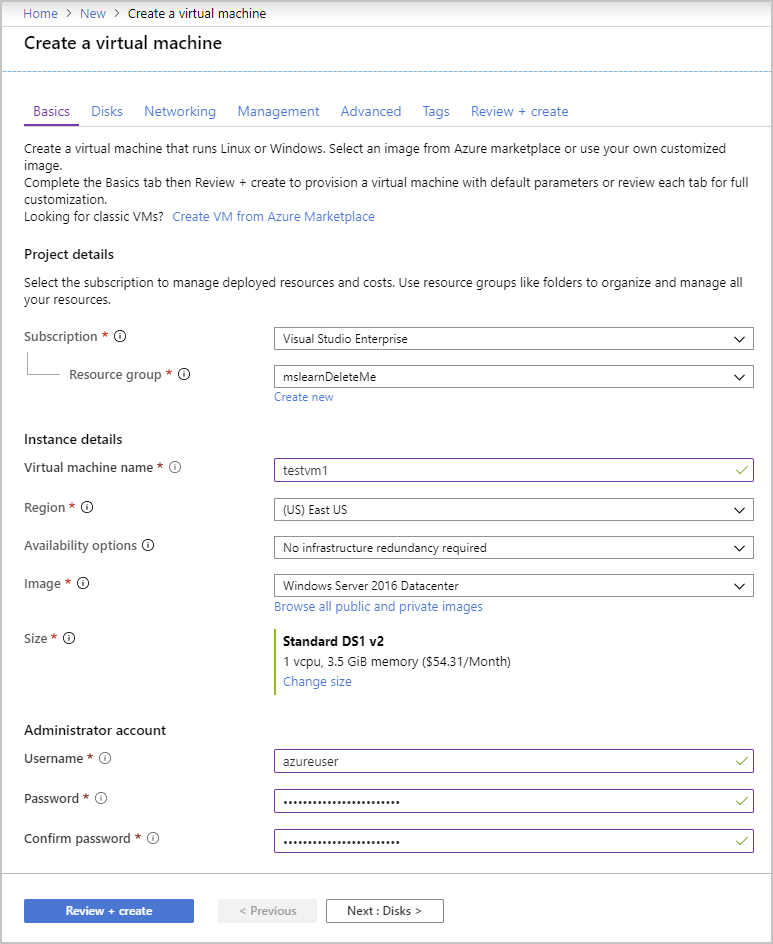 Home > New > Create a virtual machine
Create a virtual machine
Basics Disks Networking Management Advanced Tags Review + create
Create a virtual machine that runs Linux or Windows. Select an image from Azure marketplace or use your own customized
image.
Complete the Basics tab then Review + create to provision a virtual machine with default parameters or review each tab for full
customization.
Looking for classic VMs? Create VM from Azure Marketplace
Project details
Select the subscription to manage deployed resources and costs. Use resource groups like folders to organize and manage all
your resources.
Subscription * Visual Studio Enterprise
Resource group * mslearnDeleteMe
Create new
Instance details
Virtual machine name * testvm1
Region * (US) East US
Availability options No infrastructure redundancy required
Image * Windows Server 2016 Datacenter
Browse all public and private images
Size * Standard DS1 v2
1 vcpu, 3.5 GiB memory ($54.31/Month)
Change size
Administrator account
Username * azureuser
Password * ••••••••••••••••••••••••
Confirm password * ••••••••••••••••••••••••
Review + create < Previous Next : Disks >